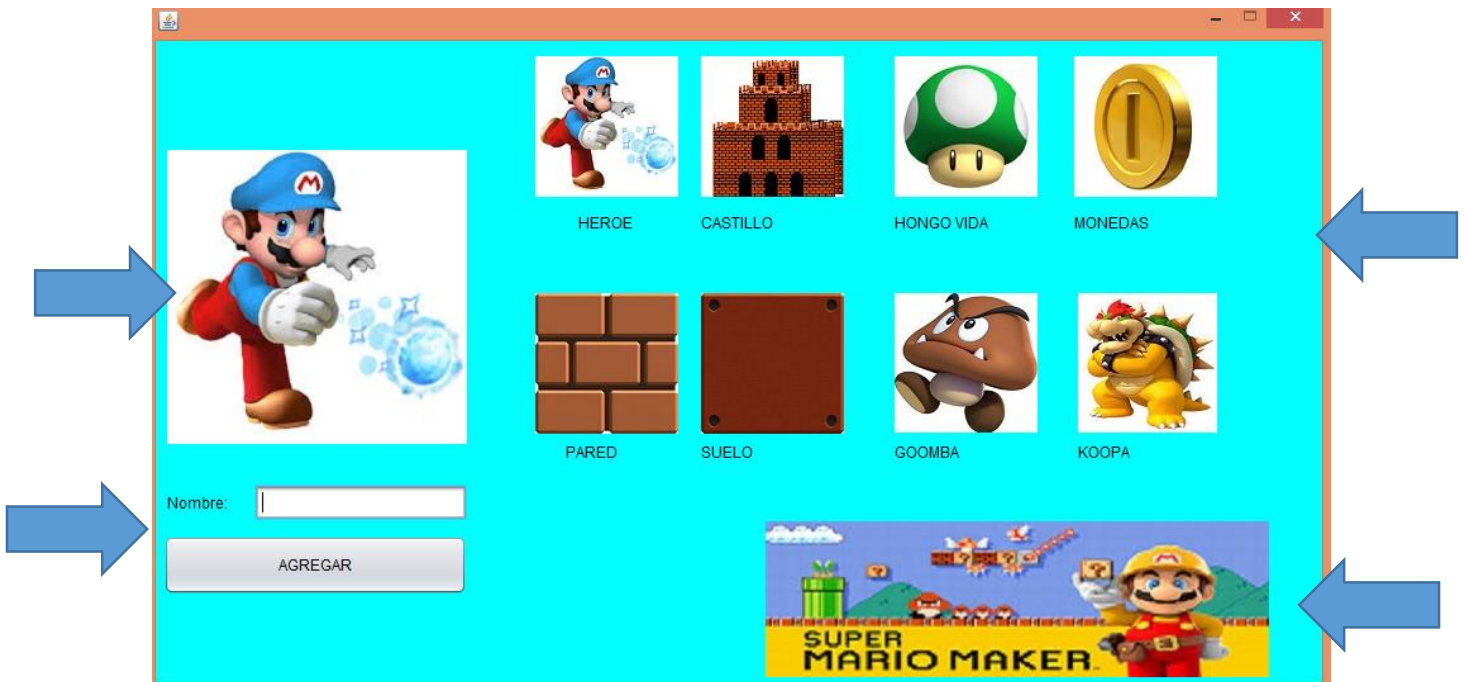 HEROE
CASTILLO
HONGO VIDA
MONEDAS
PARED
SUELO
GOOMBA
KOOPA
Nombre:
AGREGAR
SUPER
MARIO MAKER